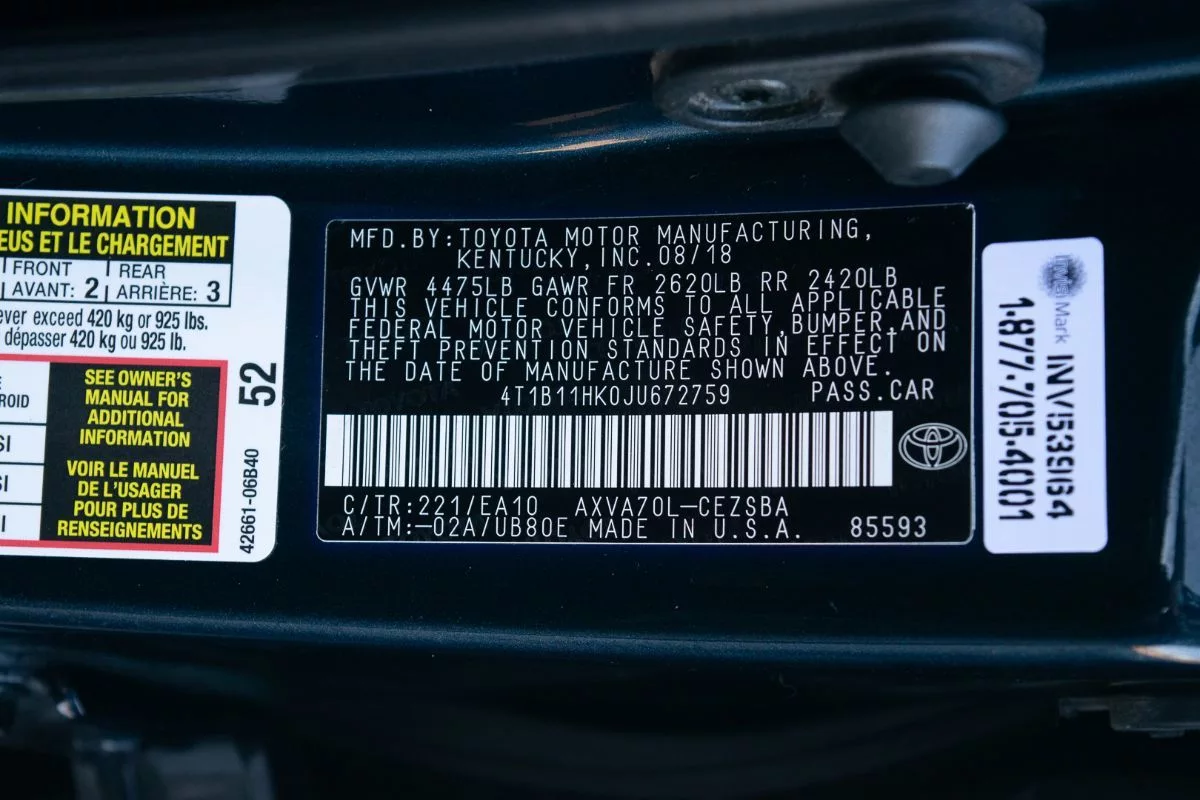 INFORMATION
EUS ET LE CHARGEMENT
FRONT
AVANT: 2
REAR
ARRIÈRE: 3
ever exceed 420 kg or 925 lbs.
dépasser 420 kg ou 925 lb.
ROID
SI
SI
I
SEE OWNER'S
MANUAL FOR
ADDITIONAL
INFORMATION
VOIR LE MANUEL
DE L'USAGER
POUR PLUS DE
RENSEIGNEMENTS
52
42661-06B40
MFD.BY:TOYOTA MOTOR MANUFACTURING,
KENTUCKY,INC.08/18
GVWR 4475LB GAWR FR 2620LB RR 2420LB
THIS VEHICLE CONFORMS TO ALL APPLICABLE
FEDERAL MOTOR VEHICLE SAFETY,BUMPER,AND
THEFT PREVENTION STANDARDS IN EFFECT ON
THE DATE OF MANUFACTURE SHOWN ABOVE.
4T1B11HK0JU672759 PASS.CAR
C/TR:221/EA10 AXVA70L-CEZSBA
A/TM:-02A/UB80E MADE IN U.S.A. 85593
Mark INV53964
1-877-705-4001